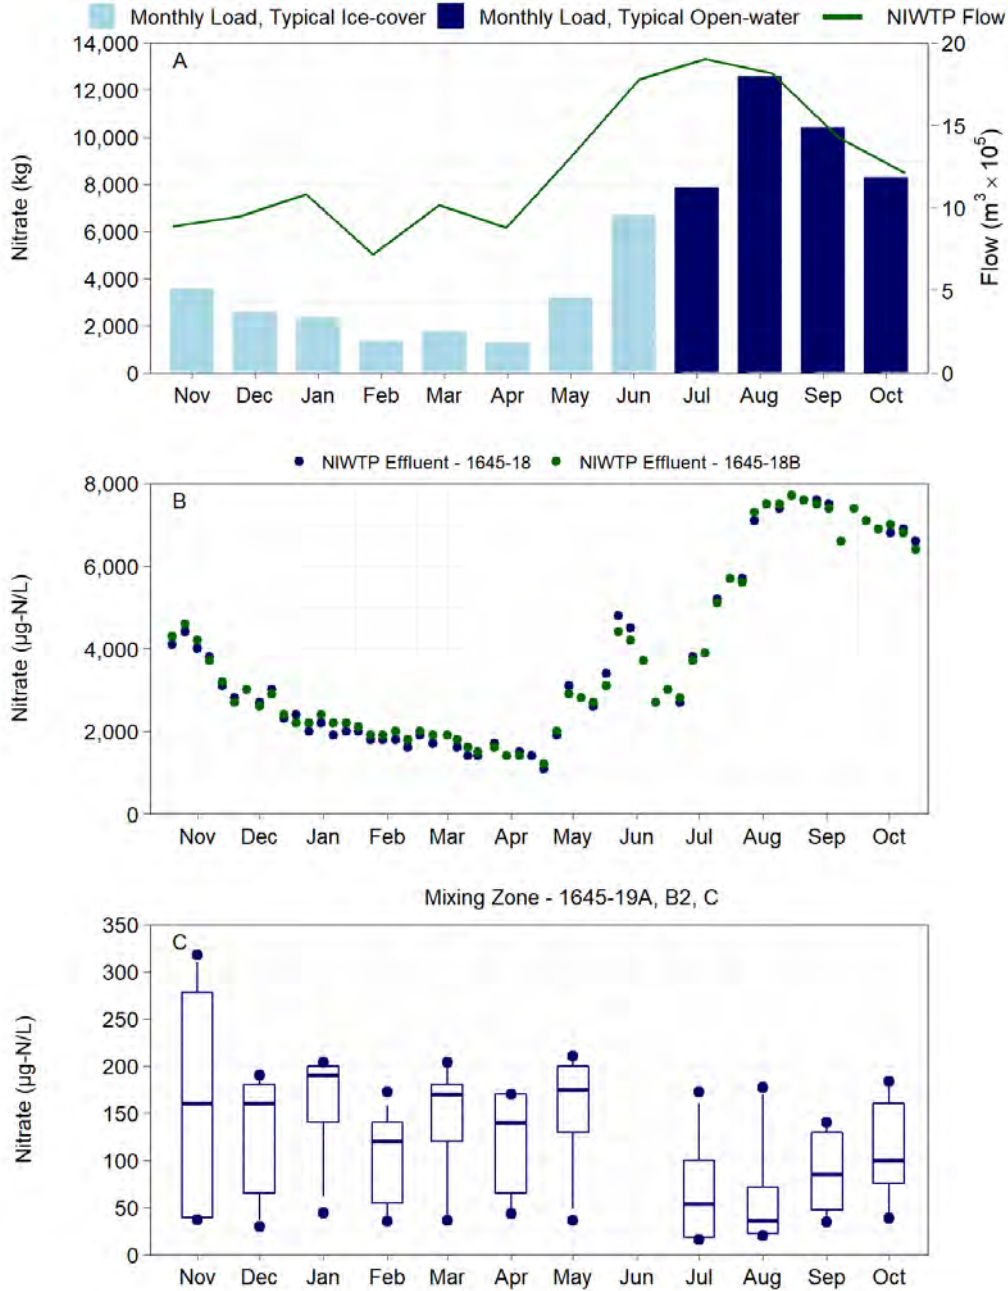 Monthly Load, Typical Ice-cover Monthly Load, Typical Open-water NIWTP Flow
A
14,000
12,000
10,000
8,000
6,000
4,000
2,000
0
Nitrate (kg)
20
15
10
5
0
Flow (m³ × 10⁵)
Nov Dec Jan Feb Mar Apr May Jun Jul Aug Sep Oct
NIWTP Effluent - 1645-18 NIWTP Effluent - 1645-18B
B
8,000
6,000
4,000
2,000
0
Nitrate (µg-N/L)
Nov Dec Jan Feb Mar Apr May Jun Jul Aug Sep Oct
Mixing Zone - 1645-19A, B2, C
C
350
300
250
200
150
100
50
0
Nitrate (µg-N/L)
Nov Dec Jan Feb Mar Apr May Jun Jul Aug Sep Oct